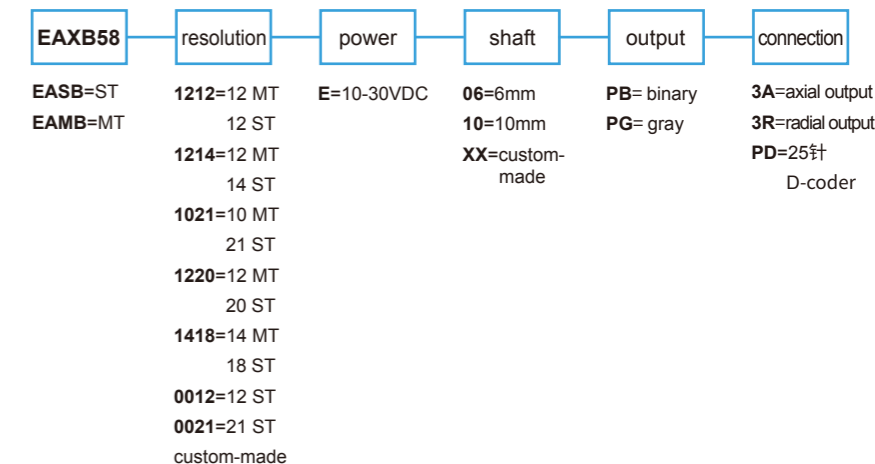 EAXB58
resolution
power
shaft
output
connection
EASB=ST
EAMB=MT
1212=12 MT
12 ST
1214=12 MT
14 ST
1021=10 MT
21 ST
1220=12 MT
20 ST
1418=14 MT
18 ST
0012=12 ST
0021=21 ST
custom-made
E=10-30VDC
06=6mm
10=10mm
XX=custom-
made
PB= binary
PG= gray
3A=axial output
3R=radial output
PD=25针
D-coder